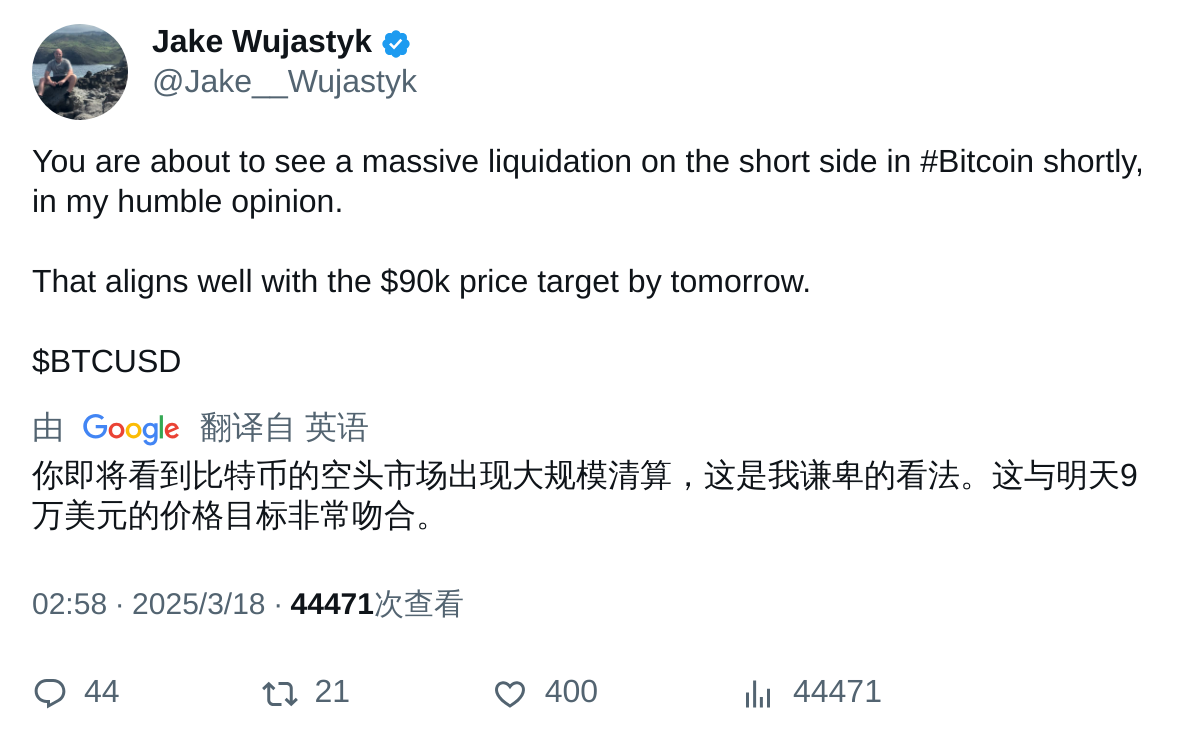 Jake Wujastyk
@Jake__Wujastyk
You are about to see a massive liquidation on the short side in #Bitcoin shortly,
in my humble opinion.
That aligns well with the $90k price target by tomorrow.
$BTCUSD
由 Google 翻译自 英语
你即将看到比特币的空头市场出现大规模清算，这是我谦卑的看法。这与明天9
万美元的价格目标非常吻合。
02:58 · 2025/3/18 · 44471次查看
44 21 400 44471